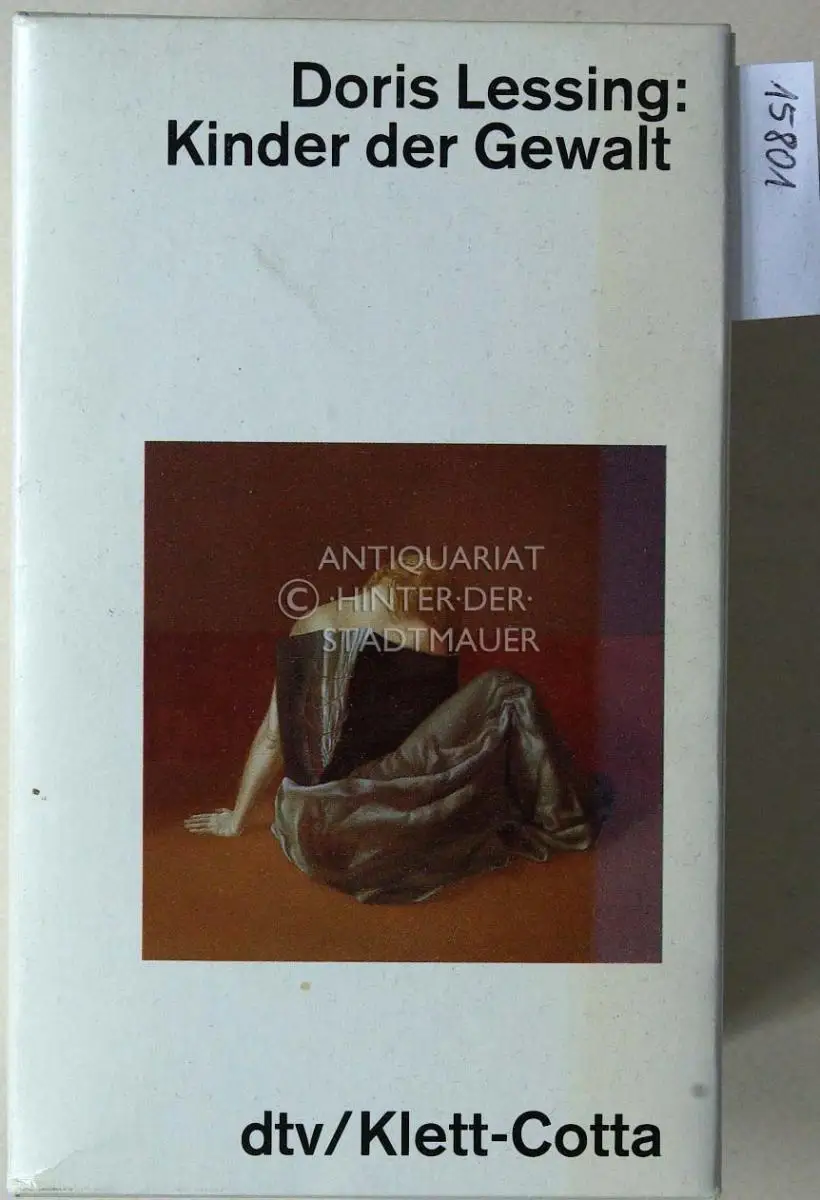 Doris Lessing:
Kinder der Gewalt
15801
ANTIQUARIAT
© ·HINTER·DER·
STADTMAUER
dtv/Klett-Cotta